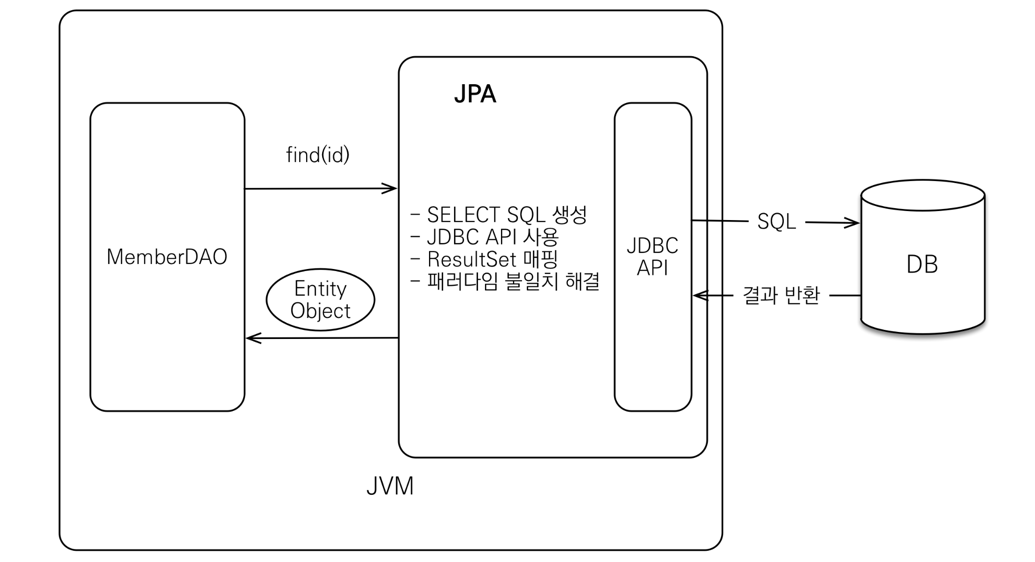 JPA
find(id)
MemberDAO
Entity
Object
- SELECT SQL 생성
- JDBC API 사용
- ResultSet 매핑
- 패러다임 불일치 해결
JDBC
API
SQL
결과 반환
DB
JVM